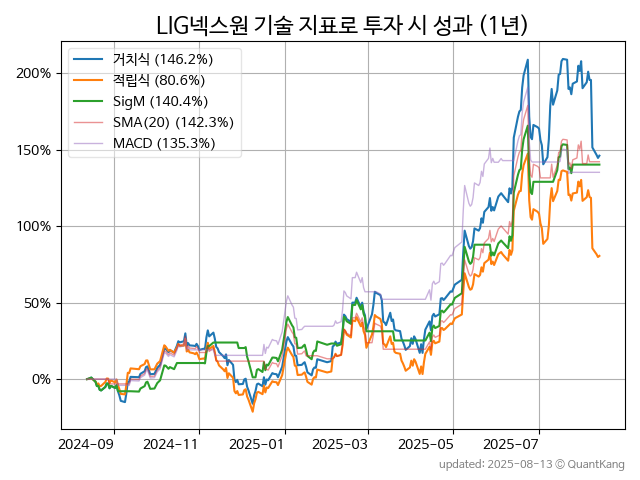 LIG넥스원 기술 지표로 투자 시 성과 (1년)
거치식 (146.2%)
적립식 (80.6%)
SigM (140.4%)
SMA(20) (142.3%)
MACD (135.3%)
200%
150%
100%
50%
0%
2024-09 2024-11 2025-01 2025-03 2025-05 2025-07
updated: 2025-08-13 © QuantKang